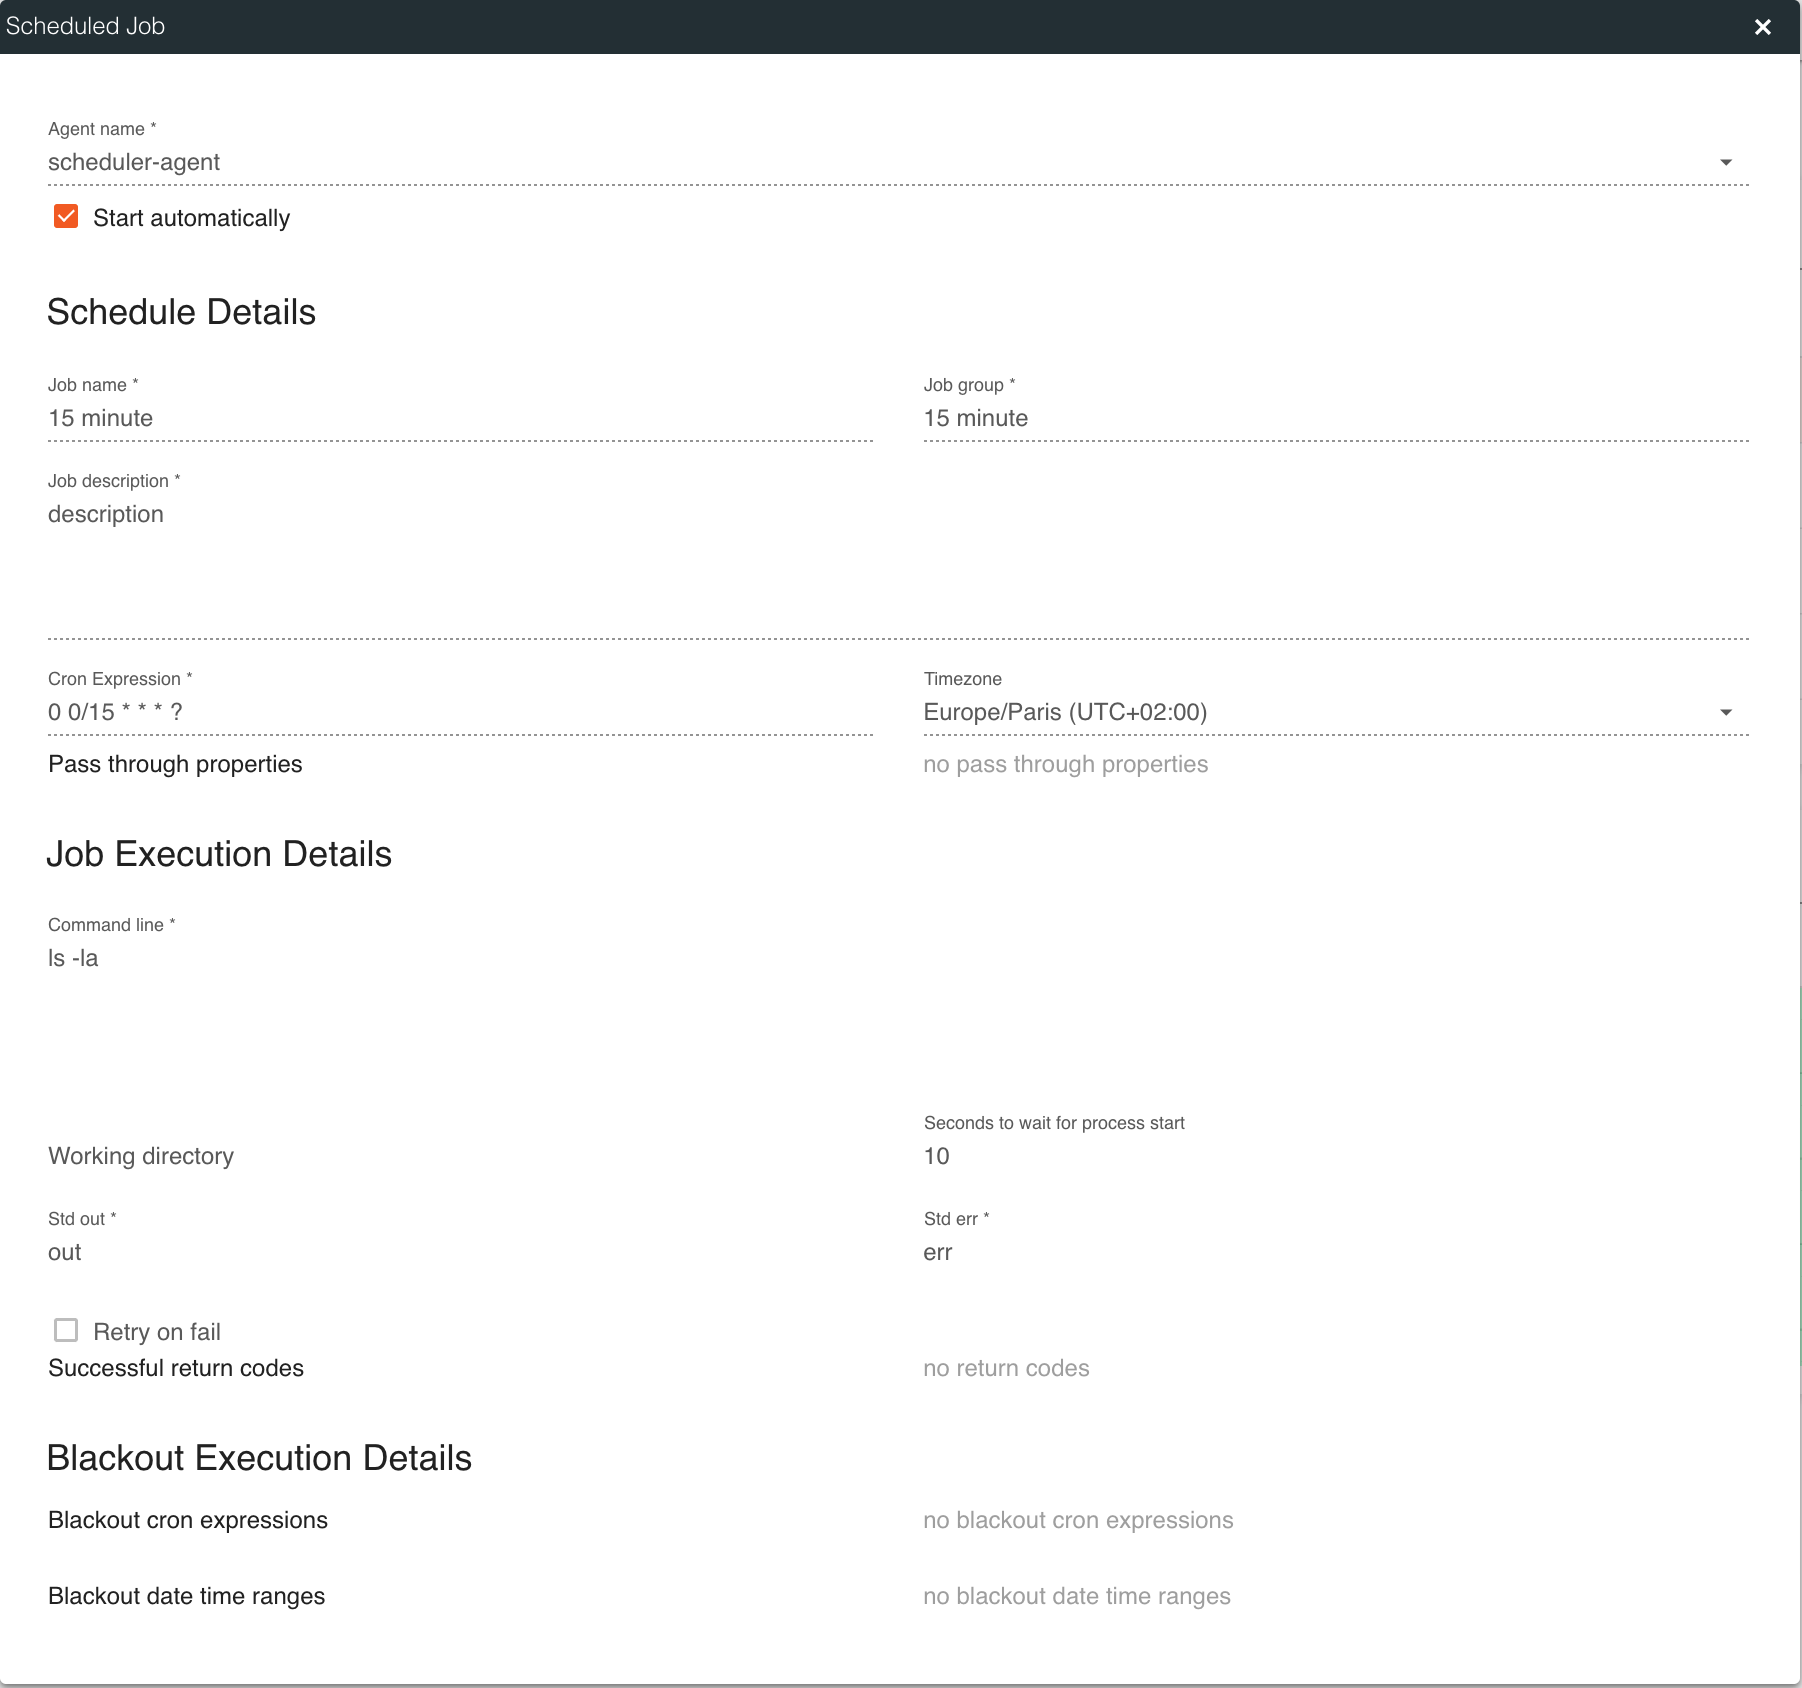 Scheduled Job
Agent name *
scheduler-agent
Start automatically
Schedule Details
Job name *
15 minute
Job group *
15 minute
Job description *
description
Cron Expression *
0 0/15 * * * ?
Timezone
Europe/Paris (UTC+02:00)
Pass through properties
no pass through properties
Job Execution Details
Command line *
ls -la
Working directory
Seconds to wait for process start
10
Std out *
out
Std err *
err
Retry on fail
Successful return codes
no return codes
Blackout Execution Details
Blackout cron expressions
no blackout cron expressions
Blackout date time ranges
no blackout date time ranges